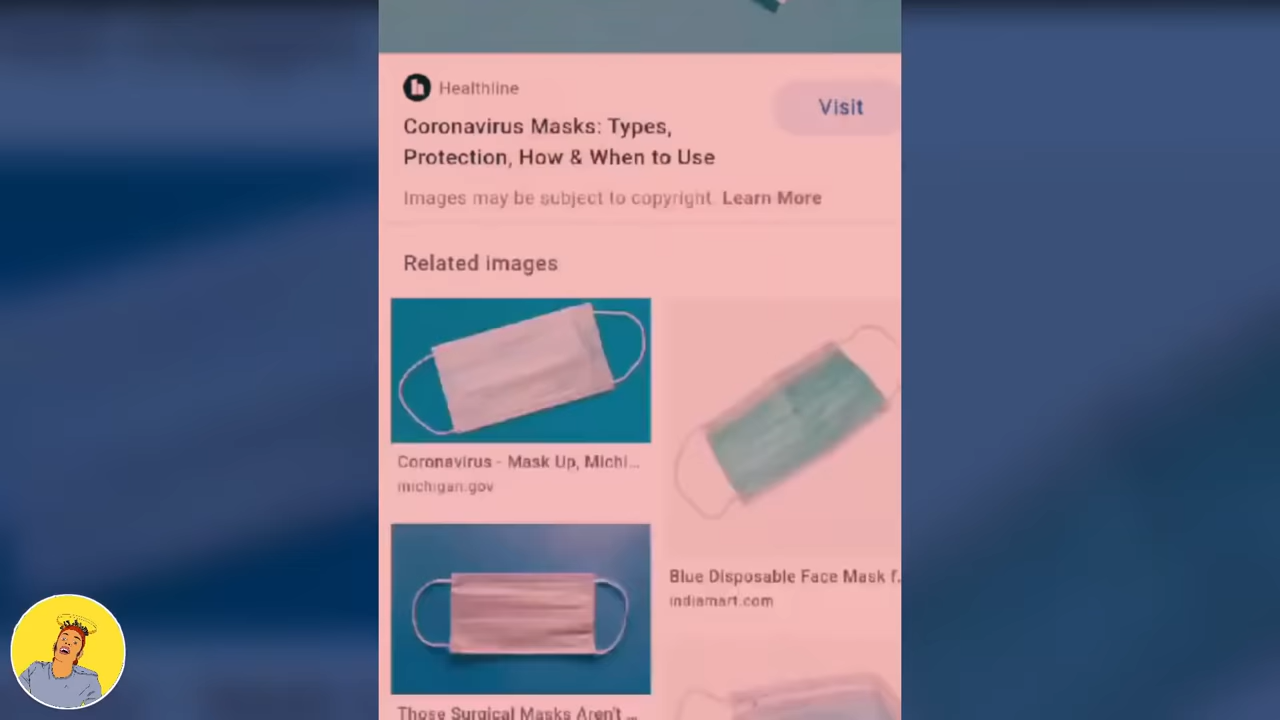 Healthline
Visit
Coronavirus Masks: Types,
Protection, How & When to Use
Images may be subject to copyright. Learn More
Related images
Coronavirus - Mask Up, Michi...
michigan.gov
Blue Disposable Face Mask f.
indiamart.com
Those Surgical Masks Aren't ...